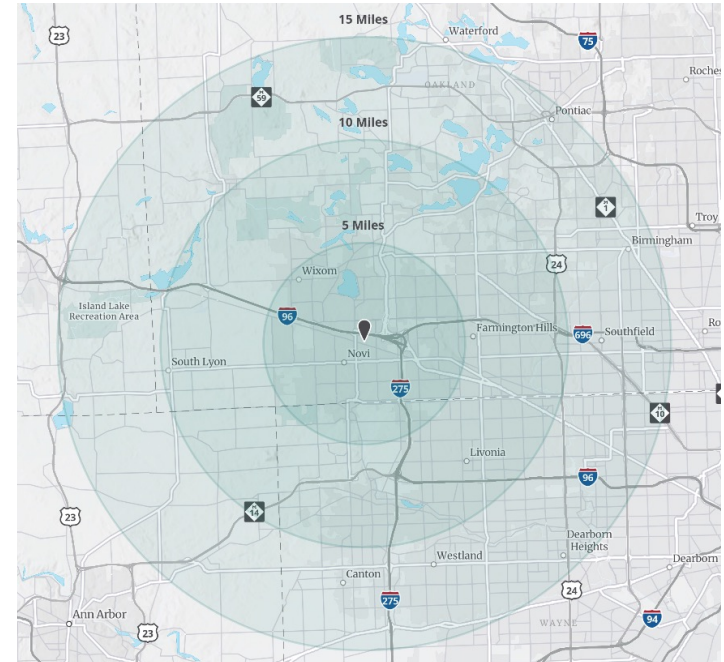 15 Miles
23
Waterford
75
Roches
OAKLAND
M
59
10 Miles
Pontiac
M
1
5 Miles
Troy
Birmingham
24
Wixom
Island Lake
Recreation Area
96
Farmington Hills
696
Southfield
Ro
Novi
South Lyon
275
M
10
Livonia
96
M
14
23
Dearborn
Heights
Westland
Dearborn
Canton
24
275
Ann Arbor
94
WAYNE
23